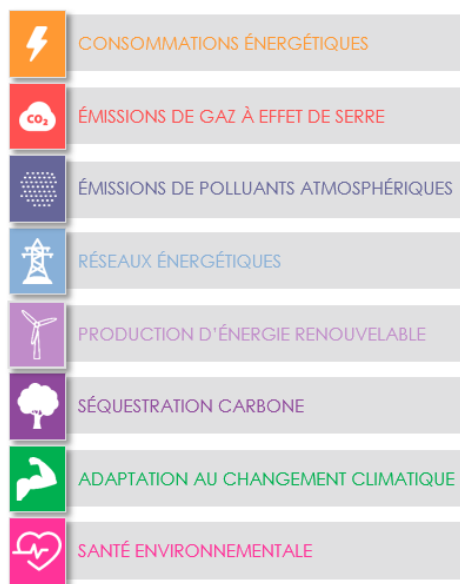 CONSOMMATIONS ÉNERGÉTIQUES
CO₂
ÉMISSIONS DE GAZ À EFFET DE SERRE
ÉMISSIONS DE POLLUANTS ATMOSPHÉRIQUES
RÉSEAUX ÉNERGÉTIQUES
PRODUCTION D'ÉNERGIE RENOUVELABLE
SÉQUESTRATION CARBONE
ADAPTATION AU CHANGEMENT CLIMATIQUE
SANTÉ ENVIRONNEMENTALE